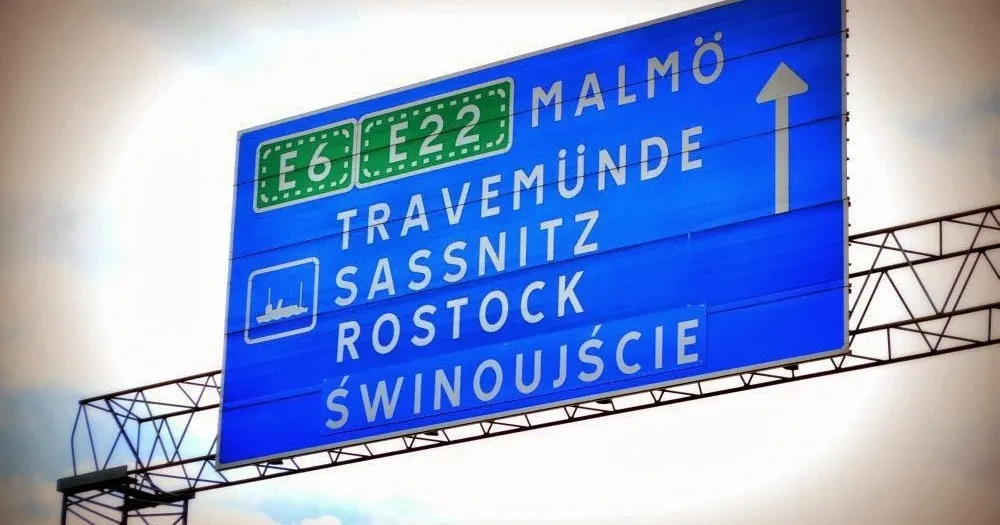 E6 E22 MALMÖ
TRAVEMÜNDE
SASSNITZ
ROSTOCK
ŚWINOUJŚCIE